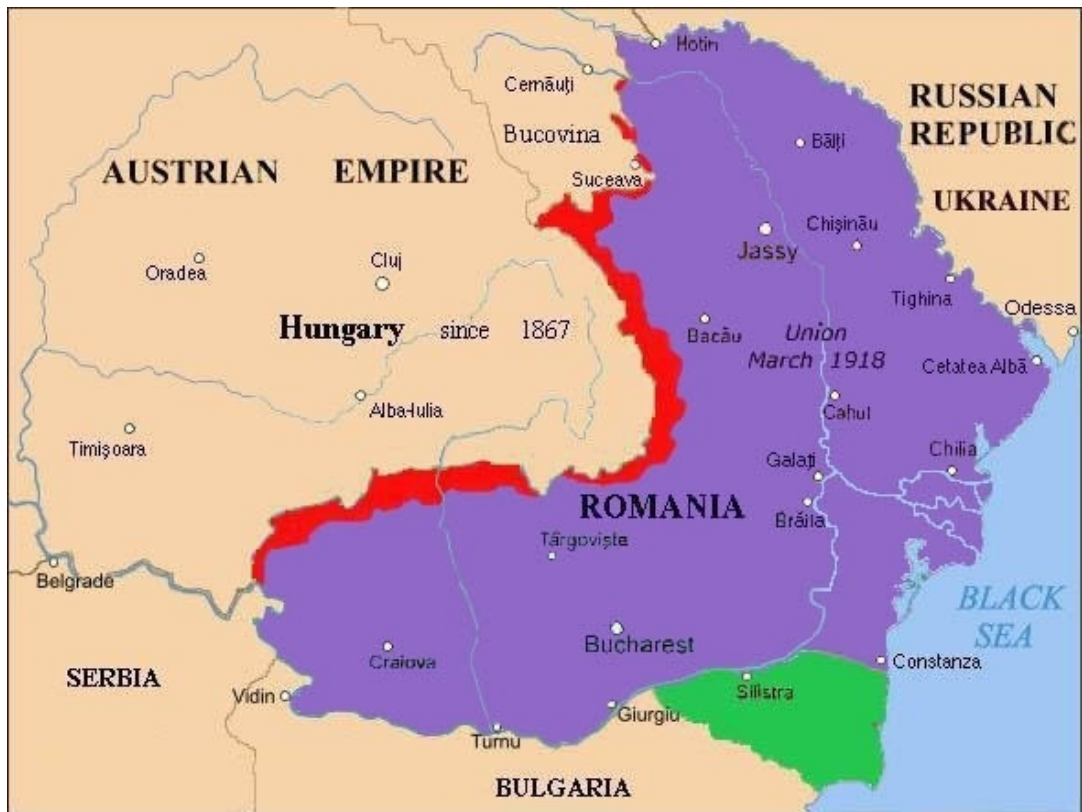 Hotin
Cernăuţi
Bucovina
RUSSIAN
REPUBLIC
Bălţi
AUSTRIAN EMPIRE
Suceava
UKRAINE
Chişinău
Jassy
Oradea
Cluj
Tighina
Odessa
Hungary since 1867
Bacău
Union
March 1918
Cetatea Albă
Alba-Iulia
Cahul
Timişoara
Galaţi
Chilia
ROMANIA
Brăila
Târgovişte
Belgrade
BLACK
SEA
Bucharest
Craiova
Constanza
SERBIA
Silistra
Vidin
Giurgiu
Turnu
BULGARIA